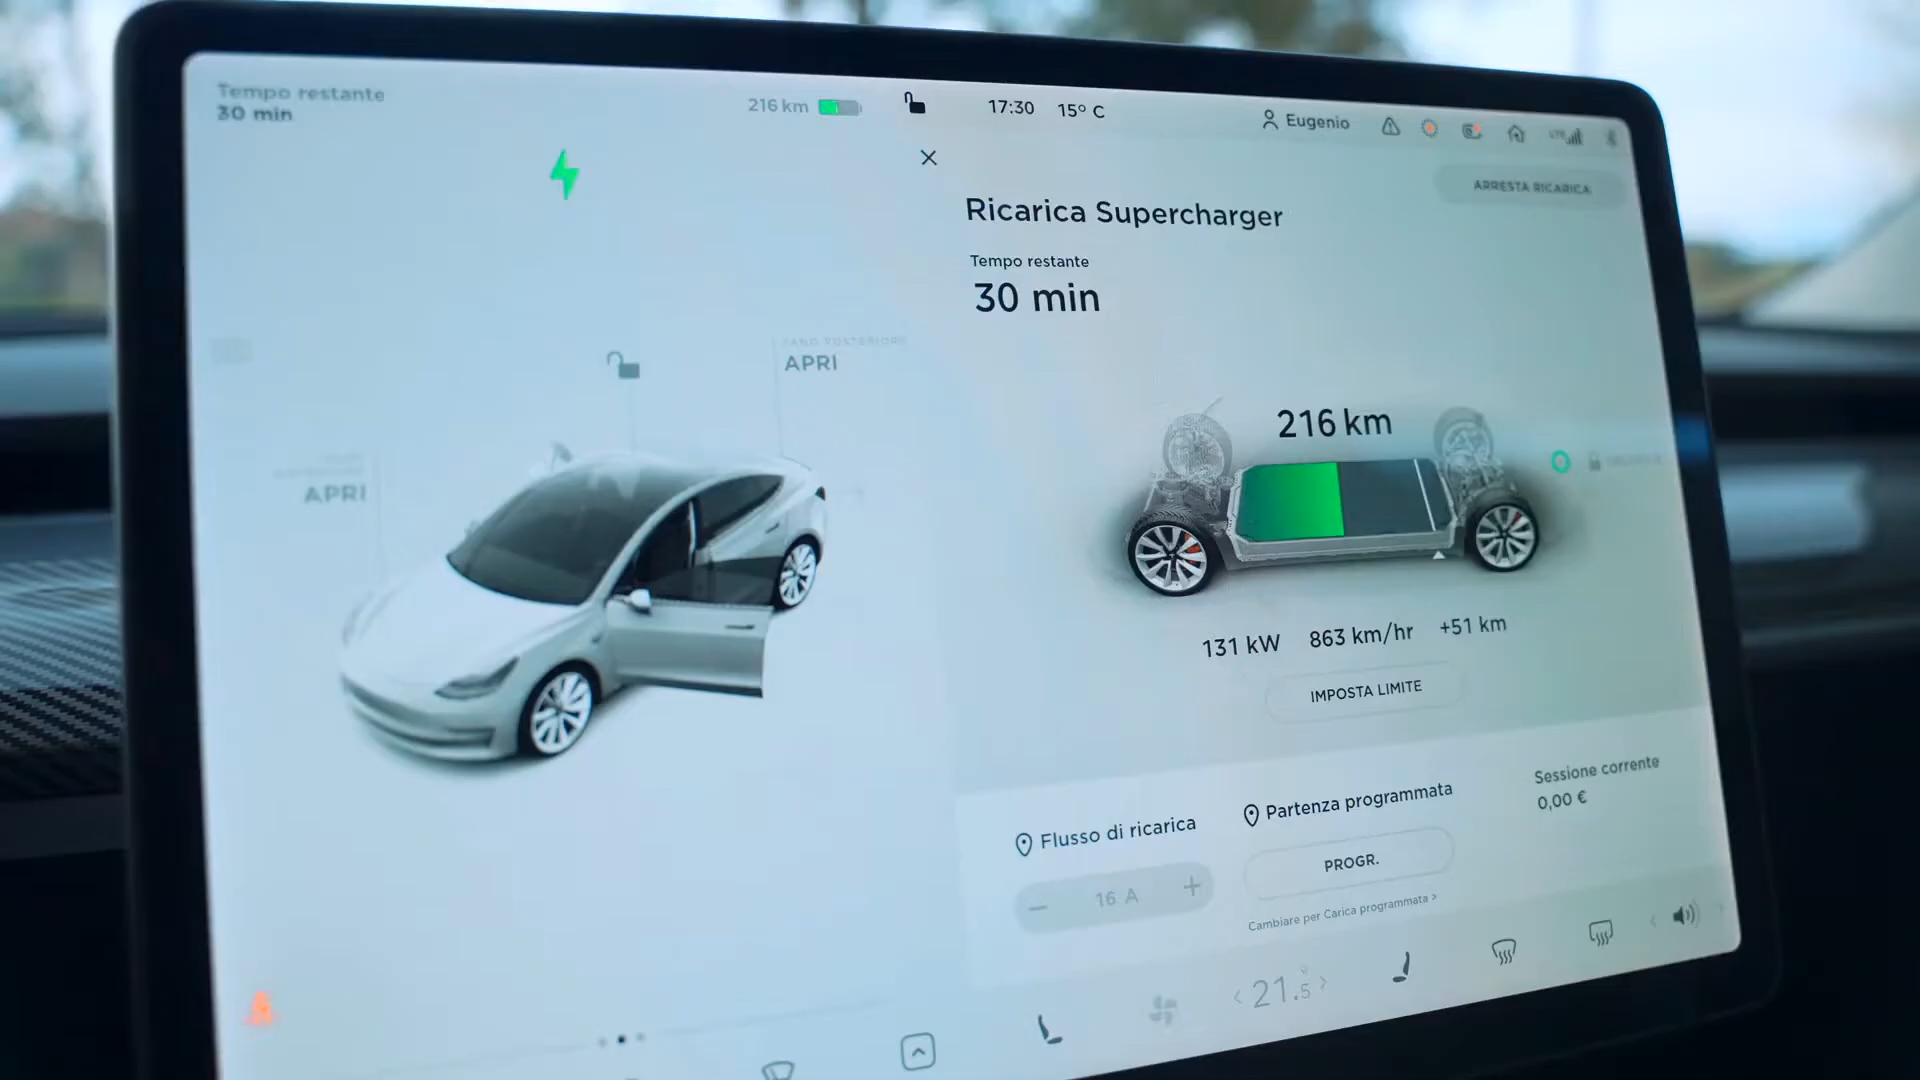 Tempo restante
30 min
216 km
17:30
15° C
Eugenio
LTE
ARRESTA RICARICA
Ricarica Supercharger
Tempo restante
30 min
APRI
APRI
216 km
131 kW
863 km/hr
+51 km
IMPOSTA LIMITE
Flusso di ricarica
16 A
Partenza programmata
PROGR.
Cambiare per Carica programmata >
Sessione corrente
0,00 €
21.5